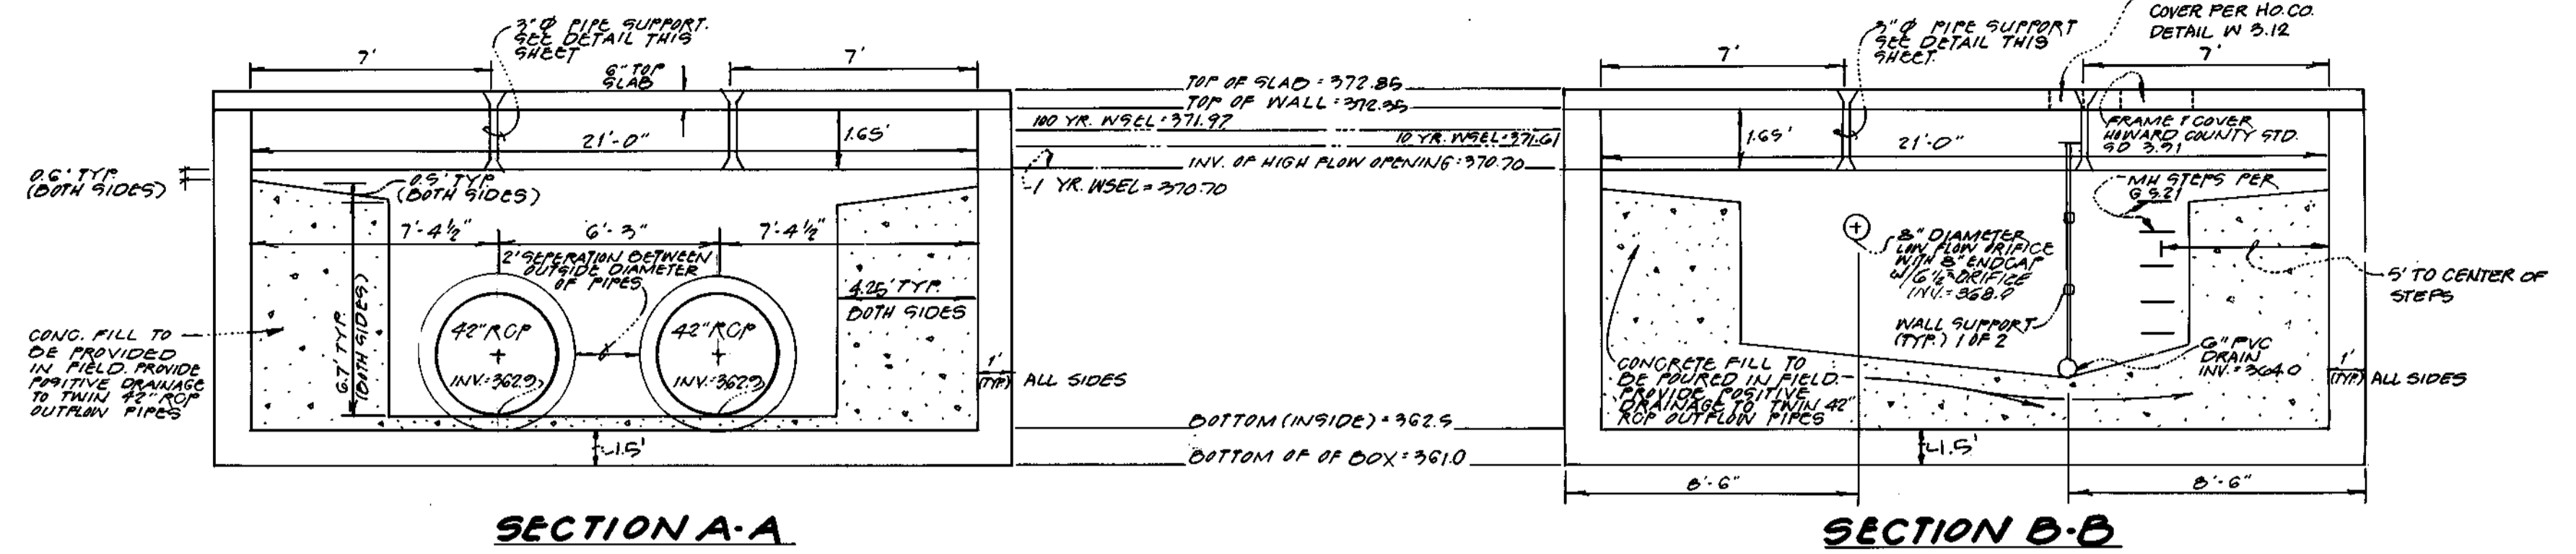 3"Ø PIPE SUPPORT.
SEE DETAIL THIS
SHEET
7'
7'
6" TOP
SLAB
1.65'
21'-0"
0.6' TYP.
(BOTH SIDES)
0.5' TYP.
(BOTH SIDES)
7'-4½"
6'-3"
7'-4½"
2' SEPERATION BETWEEN
OUTSIDE DIAMETER
OF PIPES
4.25' TYP.
BOTH SIDES
6.7' TYP.
(BOTH SIDES)
42" RCP
INV.=362.9
42" RCP
INV.=362.9
CONC. FILL TO
BE PROVIDED
IN FIELD. PROVIDE
POSITIVE DRAINAGE
TO TWIN 42" RCP
OUTFLOW PIPES
1'
(TYP.) ALL SIDES
1.5'
SECTION A-A
TOP OF SLAB = 372.85
TOP OF WALL = 372.35
100 YR. WSEL = 371.97
10 YR. WSEL = 371.61
INV. OF HIGH FLOW OPENING = 370.70
1 YR. WSEL = 370.70
BOTTOM (INSIDE) = 362.5
BOTTOM OF OF BOX = 361.0
COVER PER HO.CO.
DETAIL W 3.12
3"Ø PIPE SUPPORT
SEE DETAIL THIS
SHEET.
7'
7'
1.65'
21'-0"
FRAME & COVER
HOWARD COUNTY STD.
SD 3.91
MH STEPS PER
G 5.21
8" DIAMETER
LOW FLOW ORIFICE
WITH 8" ENDCAP
W/6½" ORIFICE
INV.=368.0
5' TO CENTER OF
STEPS
WALL SUPPORT
(TYP.) 1 OF 2
6" PVC
DRAIN
INV.=364.0
CONCRETE FILL TO
BE POURED IN FIELD.
PROVIDE POSITIVE
DRAINAGE TO TWIN 42"
RCP OUTFLOW PIPES
1'
(TYP.) ALL SIDES
1.5'
8'-6"
8'-6"
SECTION B-B